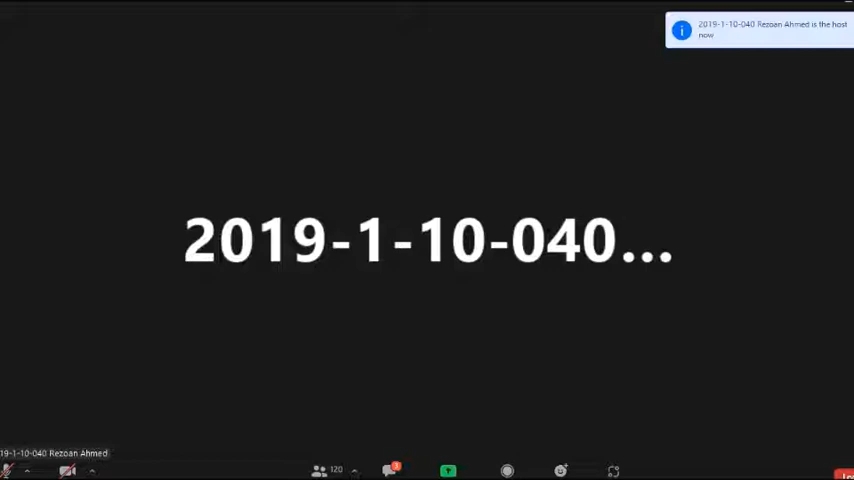 2019-1-10-040 Rezoan Ahmed is the host
now
2019-1-10-040...
19-1-10-040 Rezoan Ahmed
120
3